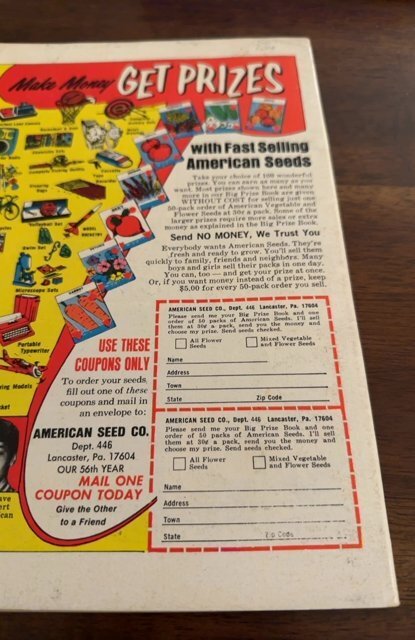 Make Money GET PRIZES
with Fast Selling
American Seeds
Take your choice of 100 wonderful
prizes. You can earn as many as you
want. Most prizes shown here and many
more in our Big Prize Book are given
WITHOUT COST for selling just one
50-pack order of American Vegetable and
Flower Seeds at 30¢ a pack. Some of the
larger prizes require more sales or extra
money as explained in the Big Prize Book.
Send NO MONEY, We Trust You
Everybody wants American Seeds. They're
fresh and ready to grow. You'll sell them
quickly to family, friends and neighbors. Many
boys and girls sell their packs in one day.
You can, too — and get your prize at once.
Or, if you want money instead of a prize, keep
$5.00 for every 50-pack order you sell.
Volleyball Set
Swim Set
MODEL
ROCKETRY
Microscope Sets
Portable
Typewriter
ring Models
cket
USE THESE
COUPONS ONLY
To order your seeds,
fill out one of these
coupons and mail in
an envelope to:
AMERICAN SEED CO.
Dept. 446
Lancaster, Pa. 17604
OUR 56th YEAR
MAIL ONE
COUPON TODAY
Give the Other
to a Friend
ave
ert
can
AMERICAN SEED CO., Dept. 446 Lancaster, Pa. 17604
Please send me your Big Prize Book and one
order of 50 packs of American Seeds. I'll sell
them at 30¢ a pack, send you the money and
choose my prize. Send seeds checked.
All Flower
Seeds
Mixed Vegetable
and Flower Seeds
Name
Address
Town
State Zip Code
AMERICAN SEED CO., Dept. 446 Lancaster, Pa. 17604
Please send me your Big Prize Book and one
order of 50 packs of American Seeds. I'll sell
them at 30¢ a pack, send you the money and
choose my prize. Send seeds checked.
All Flower
Seeds
Mixed Vegetable
and Flower Seeds
Name
Address
Town
State Zip Code